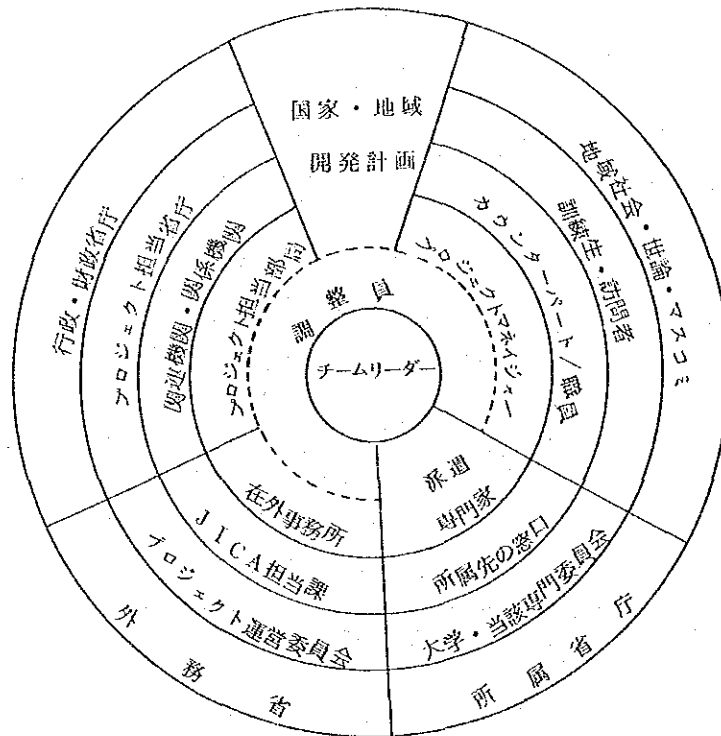 国家・地域
開発計画
行政・財政省庁
プロジェクト担当省庁
関連機関・関係機関
プロジェクト担当部局
調整員
チームリーダー
プロジェクトマネイジャー
カウンターパート/職員
訓練生・訪問者
地域社会・世論・マスコミ
在外事務所
JICA担当課
プロジェクト運営委員会
外務省
派遣
専門家
所属先の窓口
大学・当該専門委員会
所属省庁